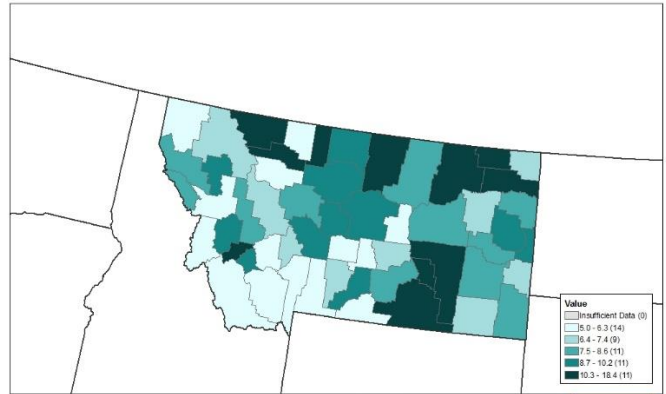 Value
Insufficient Data (0)
5.0 - 6.3 (14)
6.4 - 7.4 (9)
7.5 - 8.6 (11)
8.7 - 10.2 (11)
10.3 - 18.4 (11)